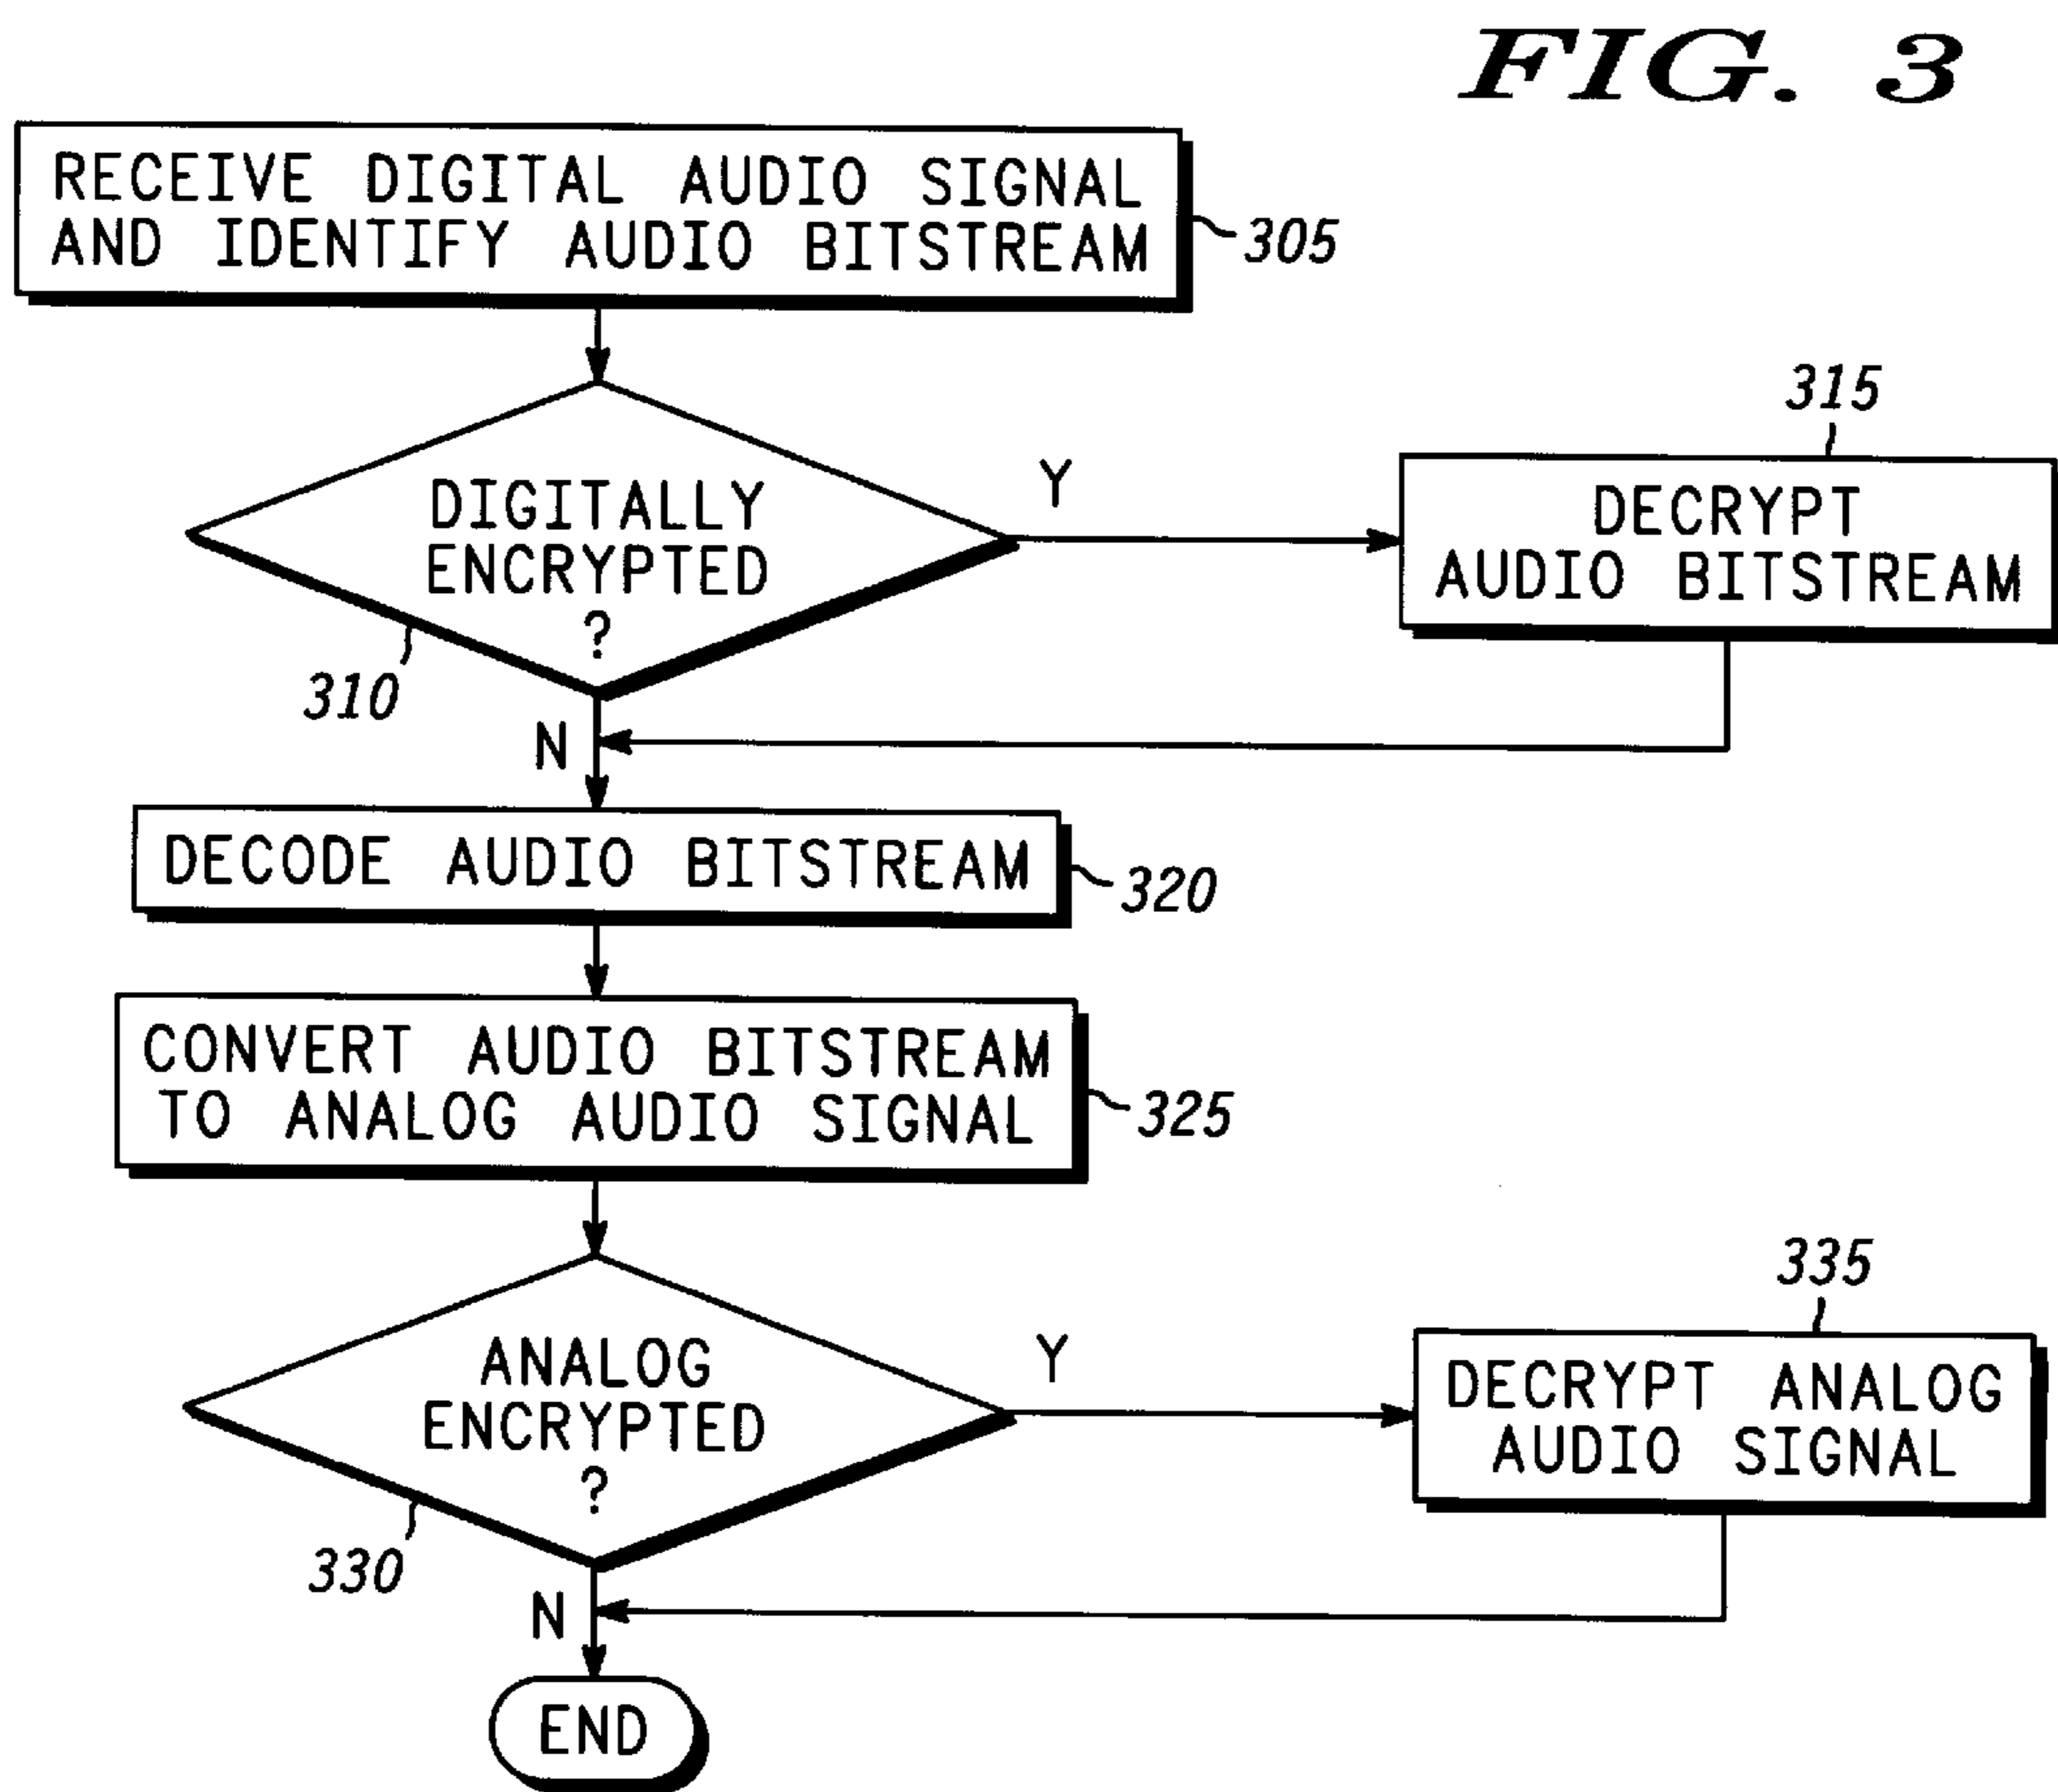 FIG. 3
RECEIVE DIGITAL AUDIO SIGNAL
AND IDENTIFY AUDIO BITSTREAM
305
DIGITALLY
ENCRYPTED
?
310
Y
315
DECRYPT
AUDIO BITSTREAM
N
DECODE AUDIO BITSTREAM
320
CONVERT AUDIO BITSTREAM
TO ANALOG AUDIO SIGNAL
325
ANALOG
ENCRYPTED
?
330
Y
335
DECRYPT ANALOG
AUDIO SIGNAL
N
END